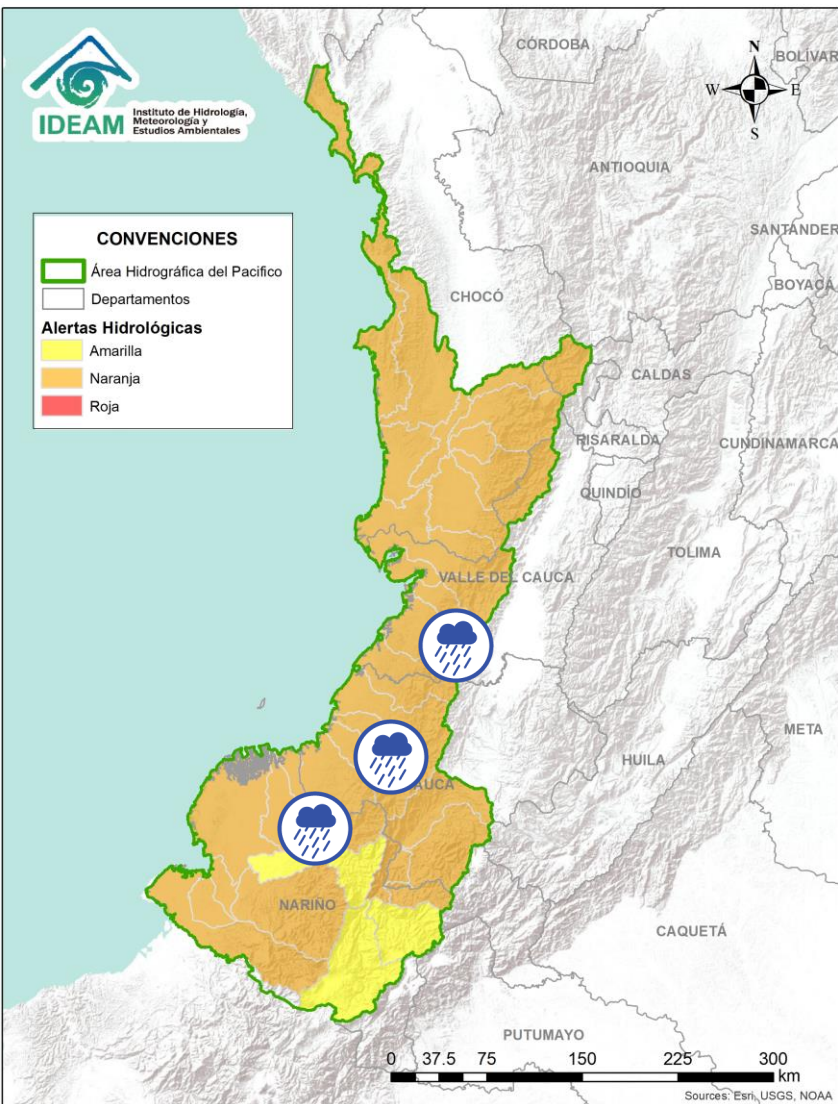 IDEAM
Instituto de Hidrología,
Meteorología y
Estudios Ambientales
CÓRDOBA
BOLÍVAR
N
W
E
S
ANTIOQUIA
SANTANDER
BOYACÁ
CONVENCIONES
Área Hidrográfica del Pacifico
Departamentos
Alertas Hidrológicas
Amarilla
Naranja
Roja
CHOCÓ
CALDAS
RISARALDA
CUNDINAMARCA
QUINDÍO
TOLIMA
VALLE DEL CAUCA
META
HUILA
AUCA
NARIÑO
CAQUETÁ
PUTUMAYO
0 37.5 75 150 225 300
km
Sources: Esri, USGS, NOAA